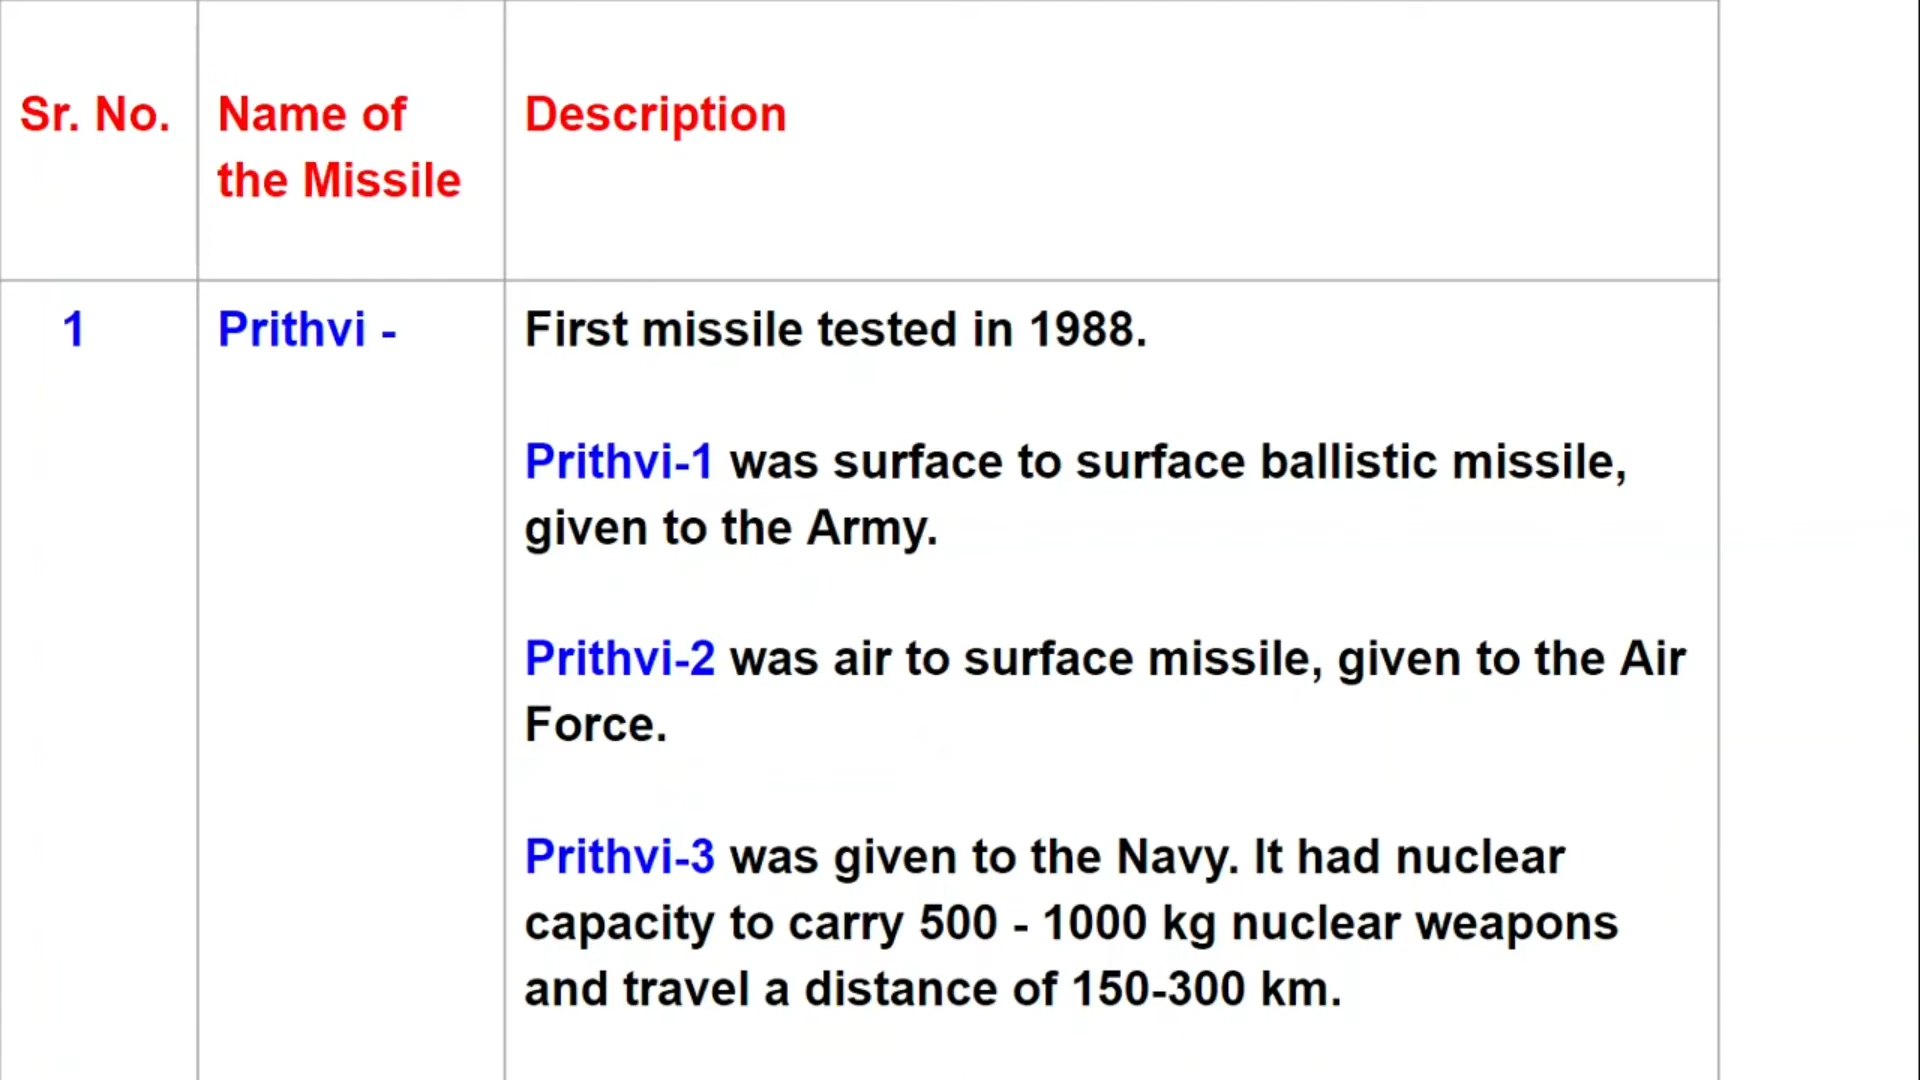 Sr. No.
Name of
the Missile
Description
1
Prithvi -
First missile tested in 1988.
Prithvi-1 was surface to surface ballistic missile,
given to the Army.
Prithvi-2 was air to surface missile, given to the Air
Force.
Prithvi-3 was given to the Navy. It had nuclear
capacity to carry 500 - 1000 kg nuclear weapons
and travel a distance of 150-300 km.